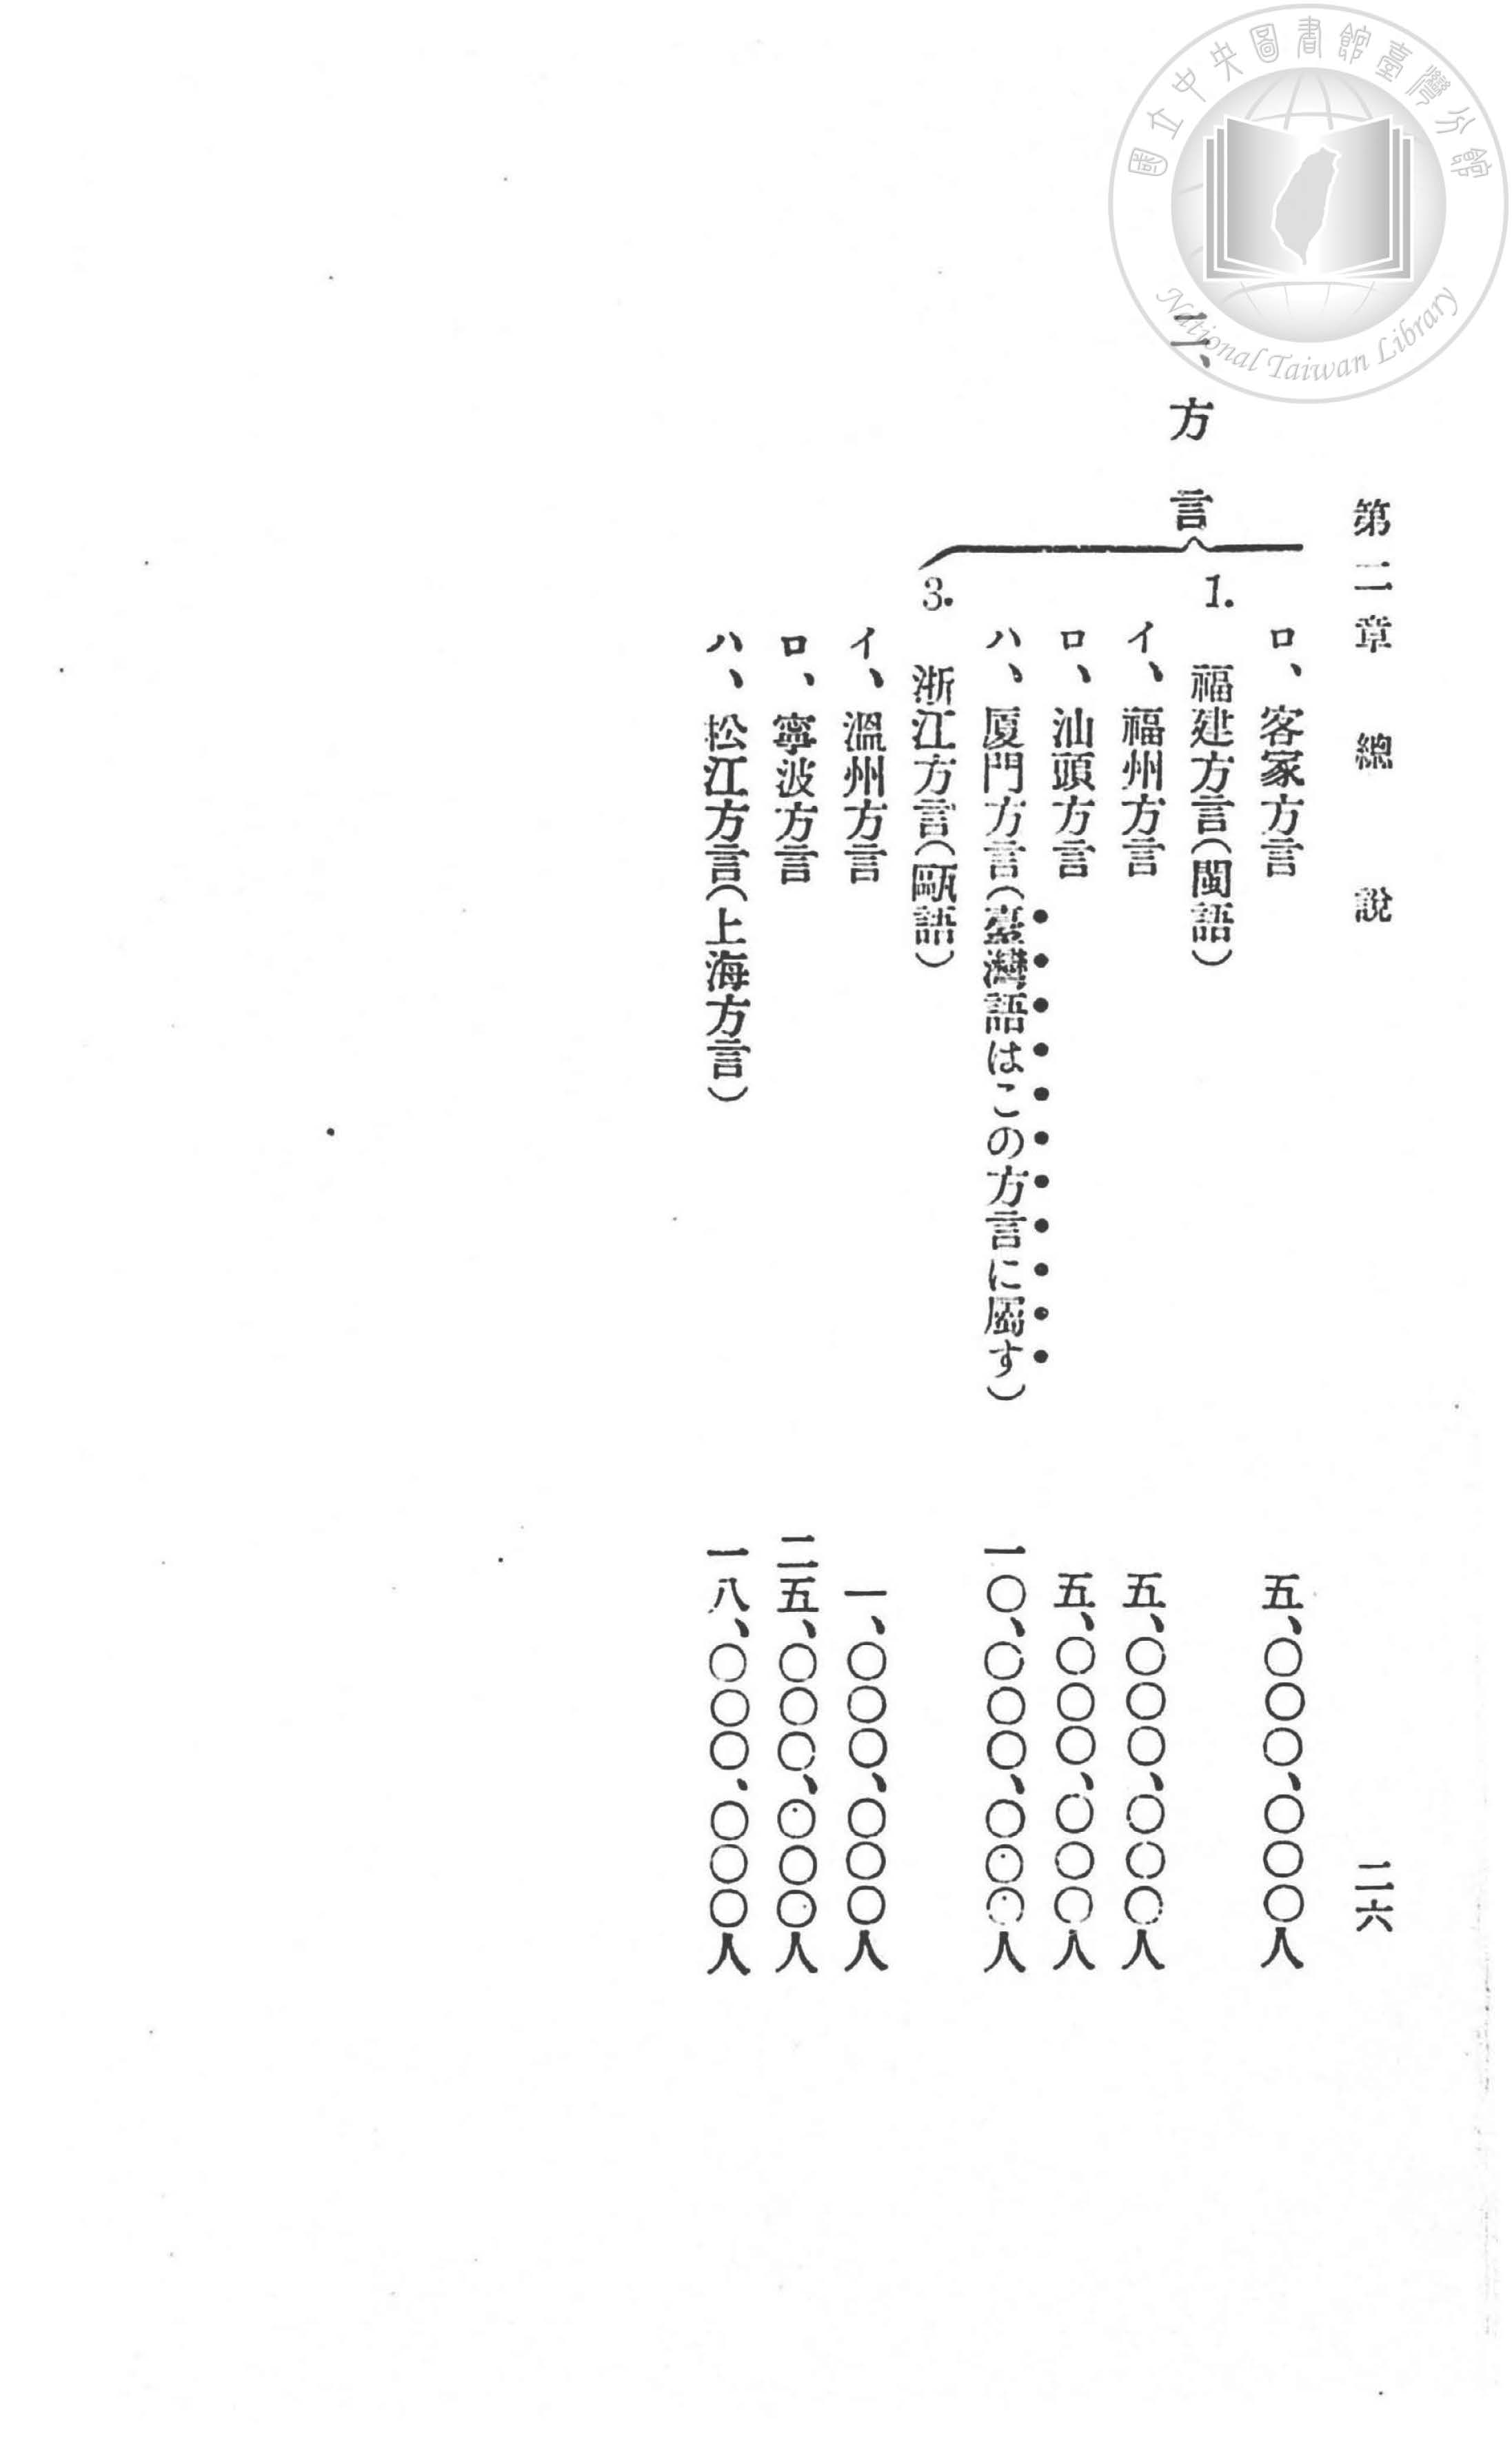 國立中央圖書館臺灣分館
National Taiwan Library
第二章 總說 二六
二、方言
ロ、客家方言 五、〇〇〇、〇〇〇人
1. 福建方言(閩語)
イ、福州方言 五、〇〇〇、〇〇〇人
ロ、汕頭方言 五、〇〇〇、〇〇〇人
ハ、厦門方言(臺灣語はこの方言に屬す) 一〇、〇〇〇、〇〇〇人
3. 浙江方言(甌語)
イ、溫州方言 一、〇〇〇、〇〇〇人
ロ、寧波方言 二五、〇〇〇、〇〇〇人
ハ、松江方言(上海方言) 一八、〇〇〇、〇〇〇人